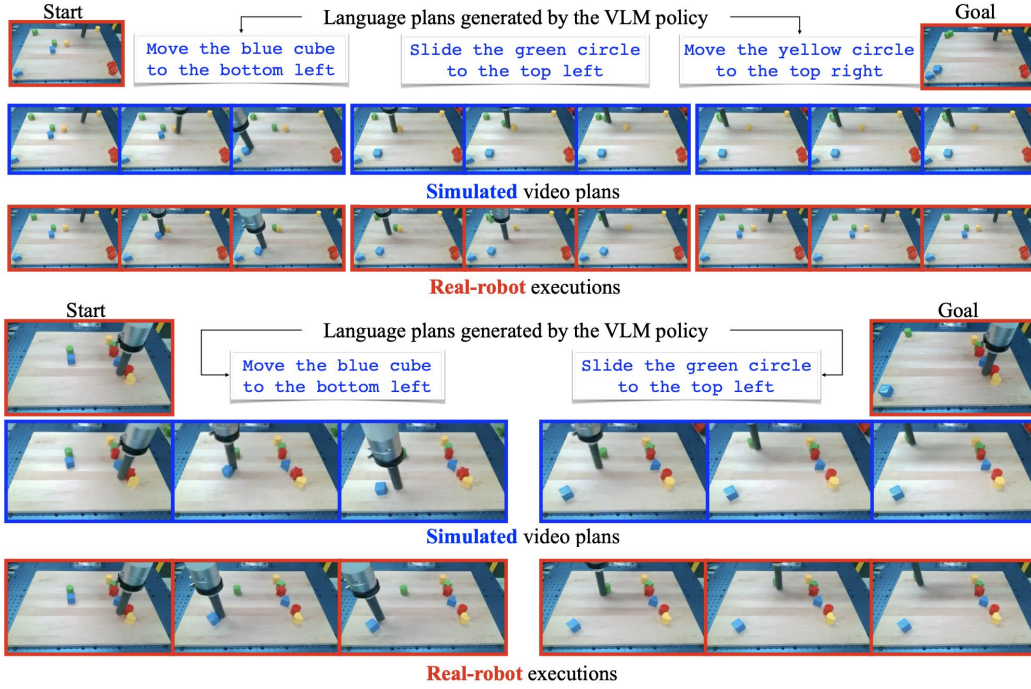 Start
Language plans generated by the VLM policy
Goal
Move the blue cube
to the bottom left
Slide the green circle
to the top left
Move the yellow circle
to the top right
Simulated video plans
Real-robot executions
Start
Language plans generated by the VLM policy
Goal
Move the blue cube
to the bottom left
Slide the green circle
to the top left
Simulated video plans
Real-robot executions